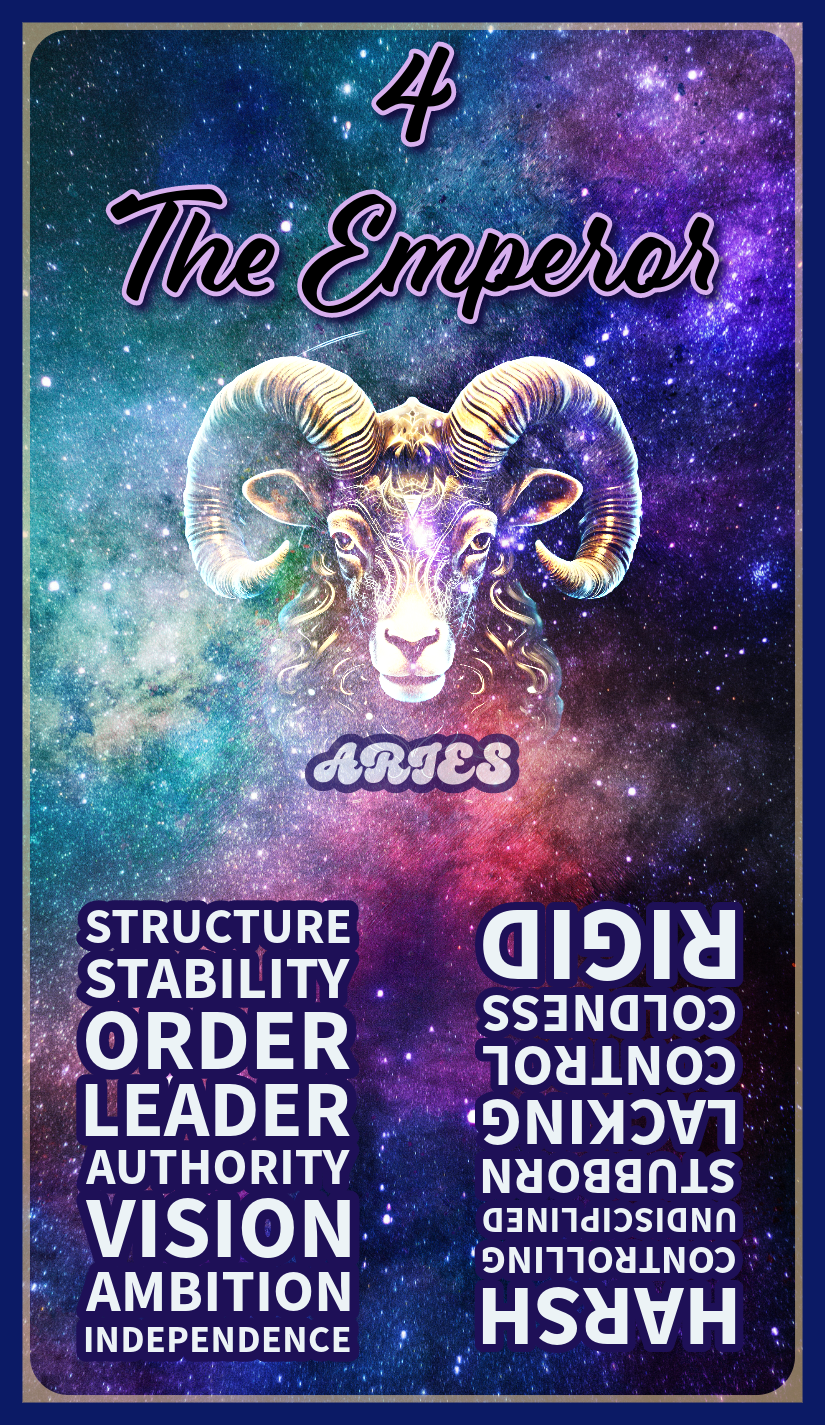 4
The Emperor
ARIES
STRUCTURE
STABILITY
ORDER
LEADER
AUTHORITY
VISION
AMBITION
INDEPENDENCE
HARSH
CONTROLLING
UNDISCIPLINED
STUBBORN
LACKING
CONTROL
COLDNESS
RIGID